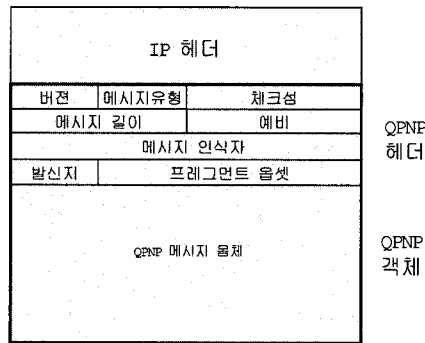 IP 헤더
버젼 메시지유형 체크섬
메시지 길이 예비
메시지 인식자
발신지 프레그먼트 옵셋
QPNP 헤더
QPNP 메시지 몸체
QPNP 객체